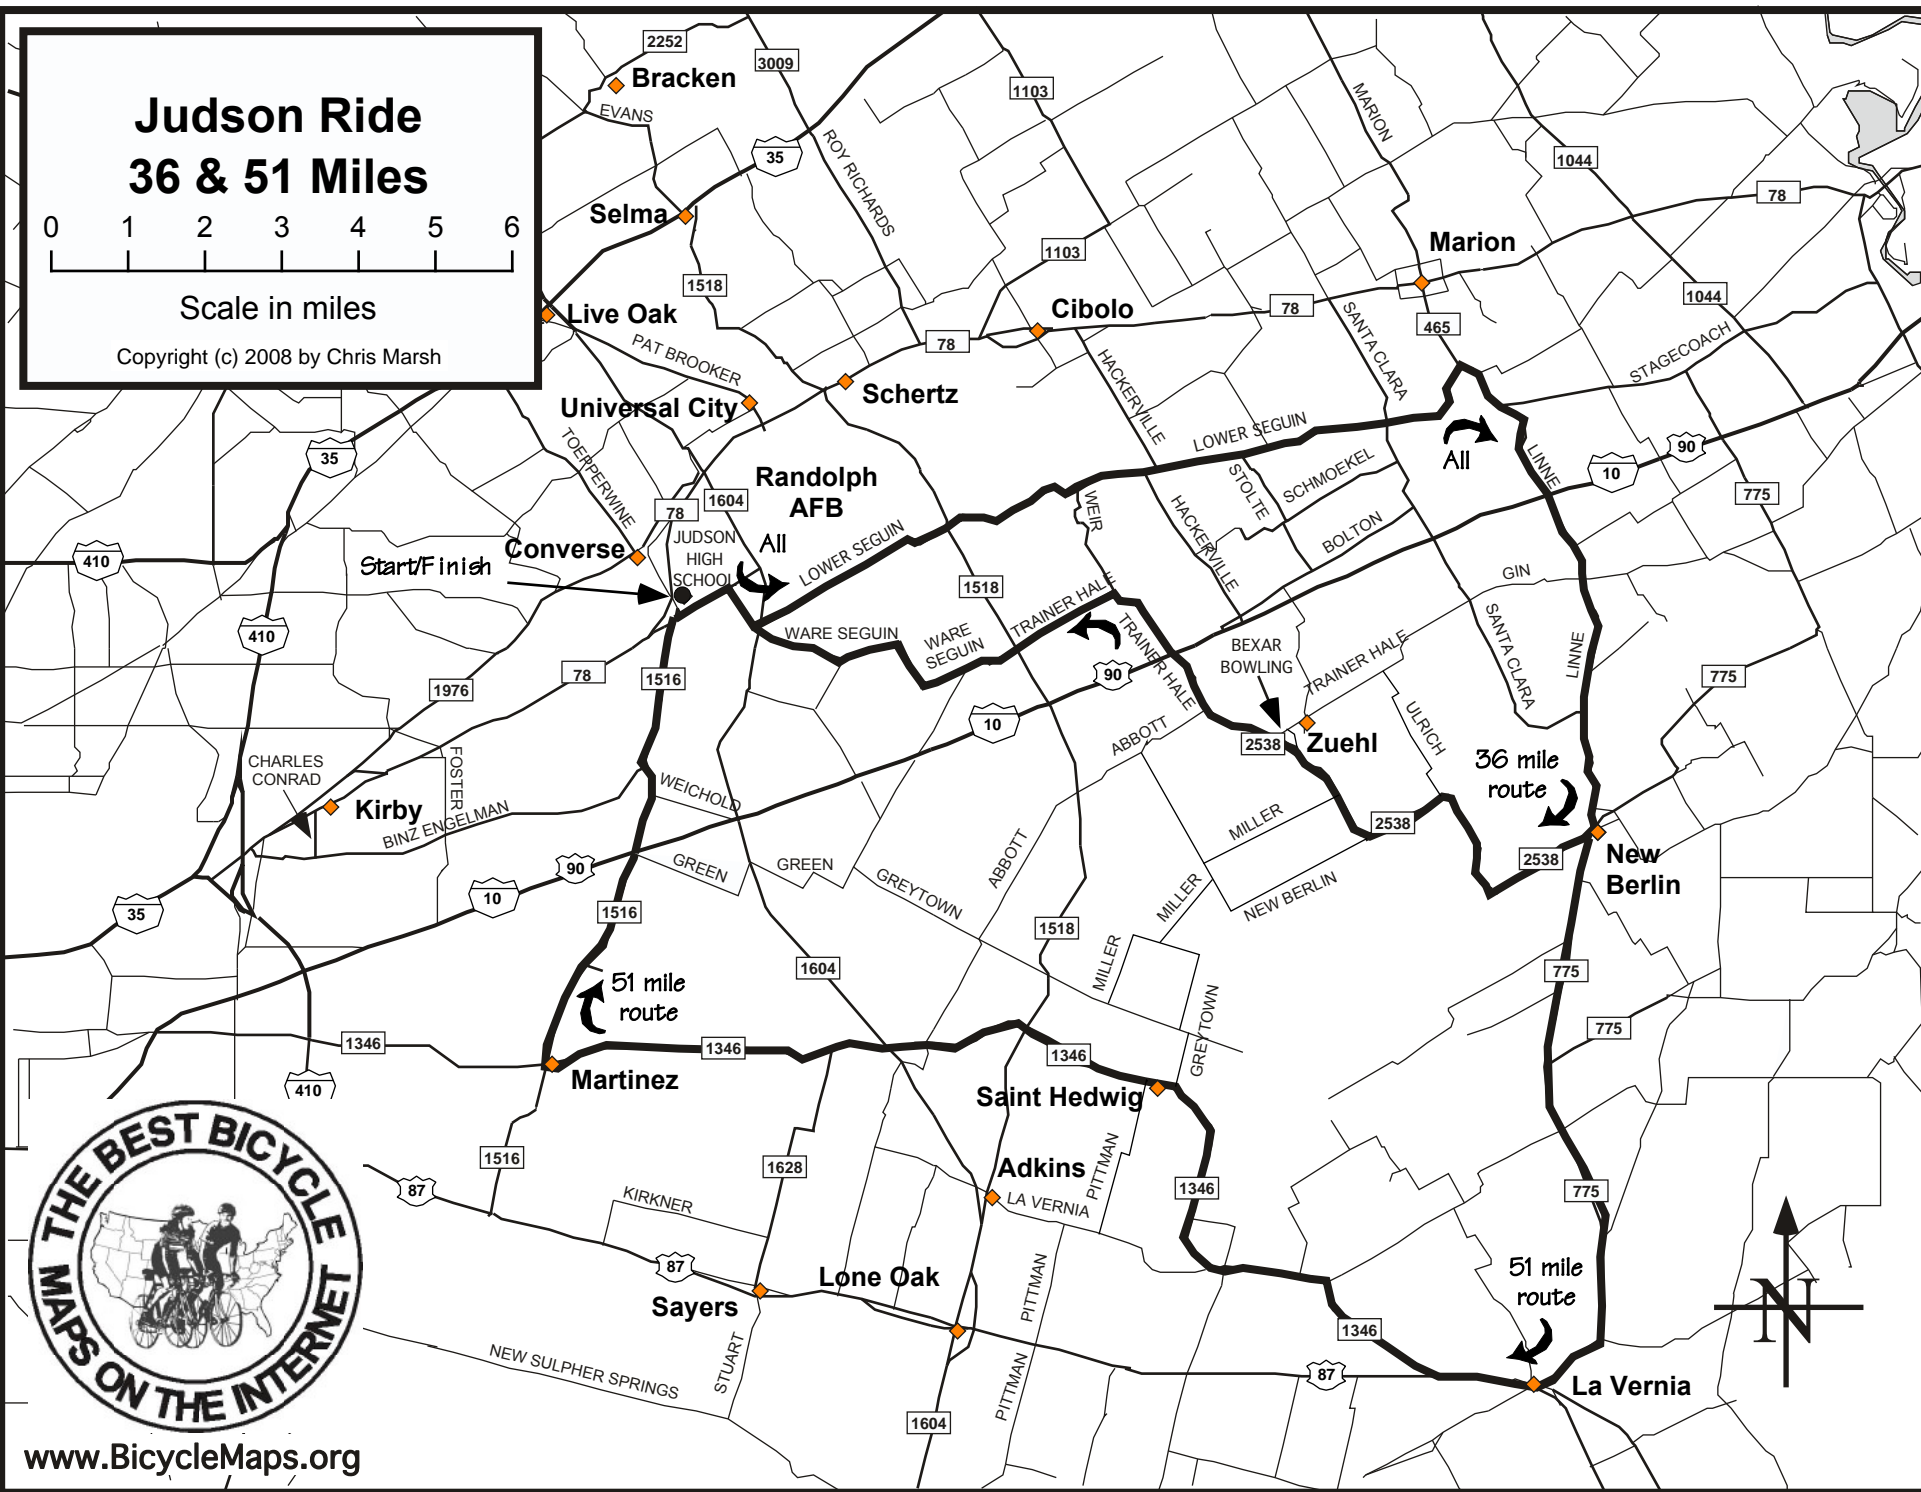 Judson Ride
36 & 51 Miles
0 1 2 3 4 5 6
Scale in miles
Copyright (c) 2008 by Chris Marsh
2252
Bracken
3009
EVANS
35
ROY RICHARDS
1103
MARION
1044
78
Selma
1518
1103
Marion
1044
Live Oak
Cibolo
78
SANTA CLARA
465
STAGECOACH
PAT BROOKER
78
HACKERVILLE
Schertz
Universal City
TOEPPERWINE
LOWER SEGUIN
All
LINNE
90
10
35
Randolph
AFB
STOLTE
SCHMOEKEL
775
78
1604
WEIR
HACKERVILLE
BOLTON
JUDSON
HIGH
SCHOOL
All
LOWER SEGUIN
410
Converse
Start/Finish
1518
TRAINER HALE
GIN
SANTA CLARA
LINNE
410
WARE SEGUIN
WARE
SEGUIN
TRAINER HALE
BEXAR
BOWLING
TRAINER HALE
1976
78
1516
90
775
10
ABBOTT
2538
Zuehl
ULRICH
36 mile
route
CHARLES
CONRAD
FOSTER
WEICHOLD
Kirby
BINZ ENGELMAN
MILLER
2538
2538
New
Berlin
90
GREEN
GREEN
ABBOTT
GREYTOWN
MILLER
NEW BERLIN
10
35
1516
1518
1604
MILLER
775
51 mile
route
GREYTOWN
775
1346
1346
1346
410
Martinez
Saint Hedwig
1516
1628
Adkins
PITTMAN
1346
775
87
KIRKNER
LA VERNIA
87
Lone Oak
PITTMAN
51 mile
route
Sayers
1346
STUART
NEW SULPHER SPRINGS
PITTMAN
87
La Vernia
1604
N
THE BEST BICYCLE
MAPS ON THE INTERNET
www.BicycleMaps.org